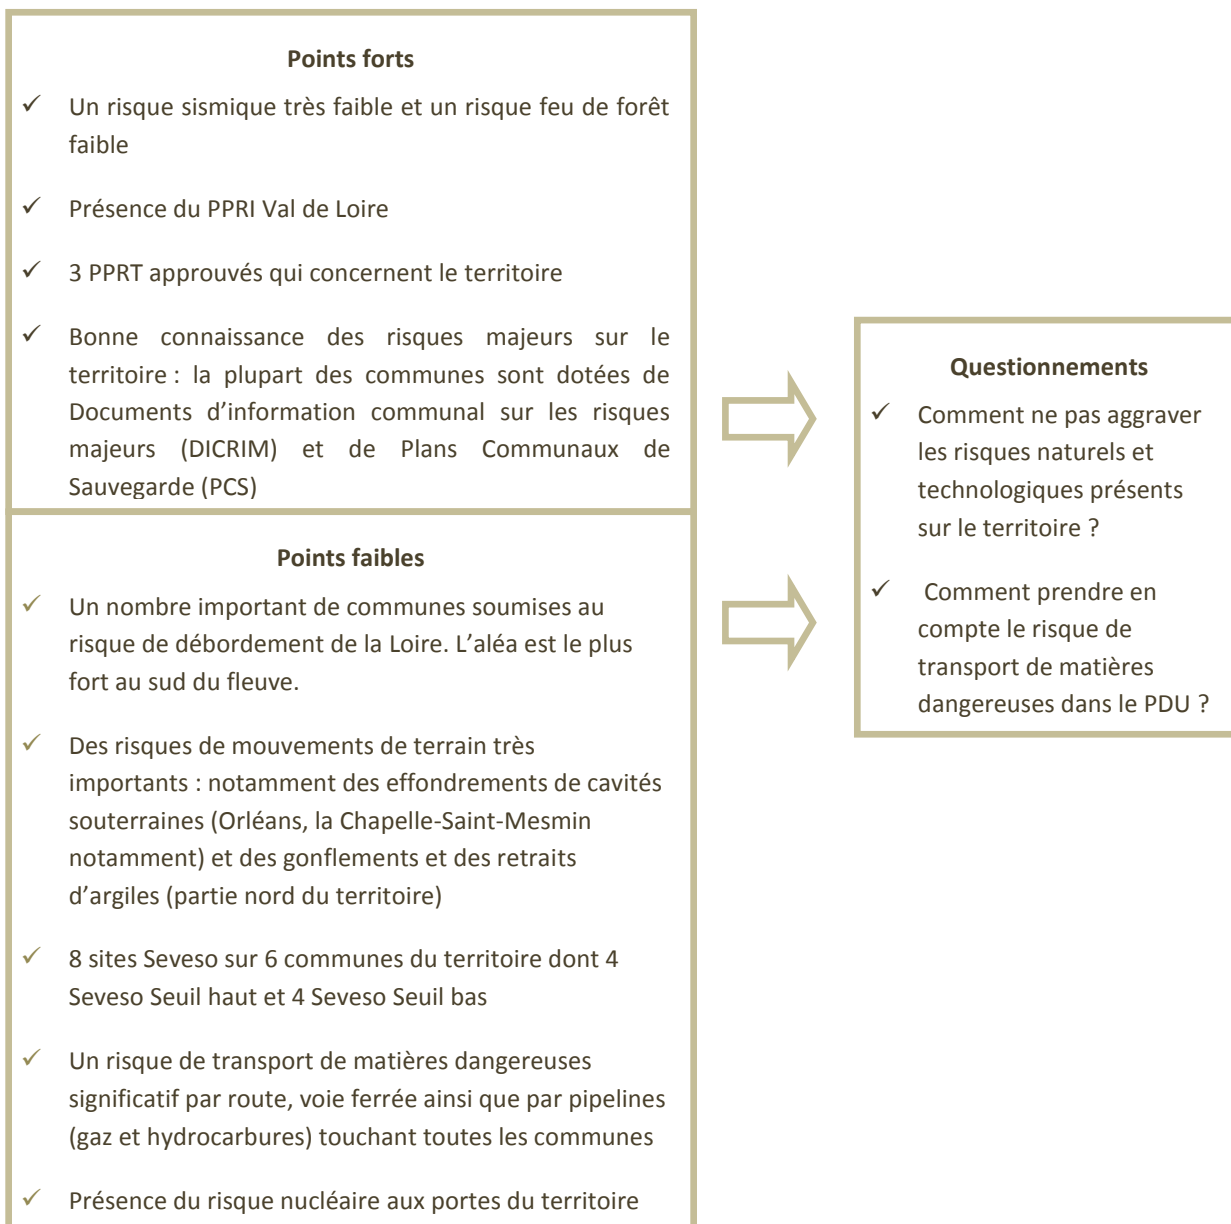 Points forts
✓ Un risque sismique très faible et un risque feu de forêt
faible
✓ Présence du PPRI Val de Loire
✓ 3 PPRT approuvés qui concernent le territoire
✓ Bonne connaissance des risques majeurs sur le
territoire : la plupart des communes sont dotées de
Documents d’information communal sur les risques
majeurs (DICRIM) et de Plans Communaux de
Sauvegarde (PCS)
Points faibles
✓ Un nombre important de communes soumises au
risque de débordement de la Loire. L’aléa est le plus
fort au sud du fleuve.
✓ Des risques de mouvements de terrain très
importants : notamment des effondrements de cavités
souterraines (Orléans, la Chapelle-Saint-Mesmin
notamment) et des gonflements et des retraits
d’argiles (partie nord du territoire)
✓ 8 sites Seveso sur 6 communes du territoire dont 4
Seveso Seuil haut et 4 Seveso Seuil bas
✓ Un risque de transport de matières dangereuses
significatif par route, voie ferrée ainsi que par pipelines
(gaz et hydrocarbures) touchant toutes les communes
✓ Présence du risque nucléaire aux portes du territoire
Questionnements
✓ Comment ne pas aggraver
les risques naturels et
technologiques présents
sur le territoire ?
✓ Comment prendre en
compte le risque de
transport de matières
dangereuses dans le PDU ?